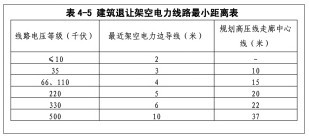 表 4-5 建筑退让架空电力线路最小距离表
线路电压等级（千伏） 最近架空电力边导线（米） 规划高压线走廊中心线（米）
≤10 2 -
35 3 10
66、110 4 15
220 5 20
330 6 22
500 10 37